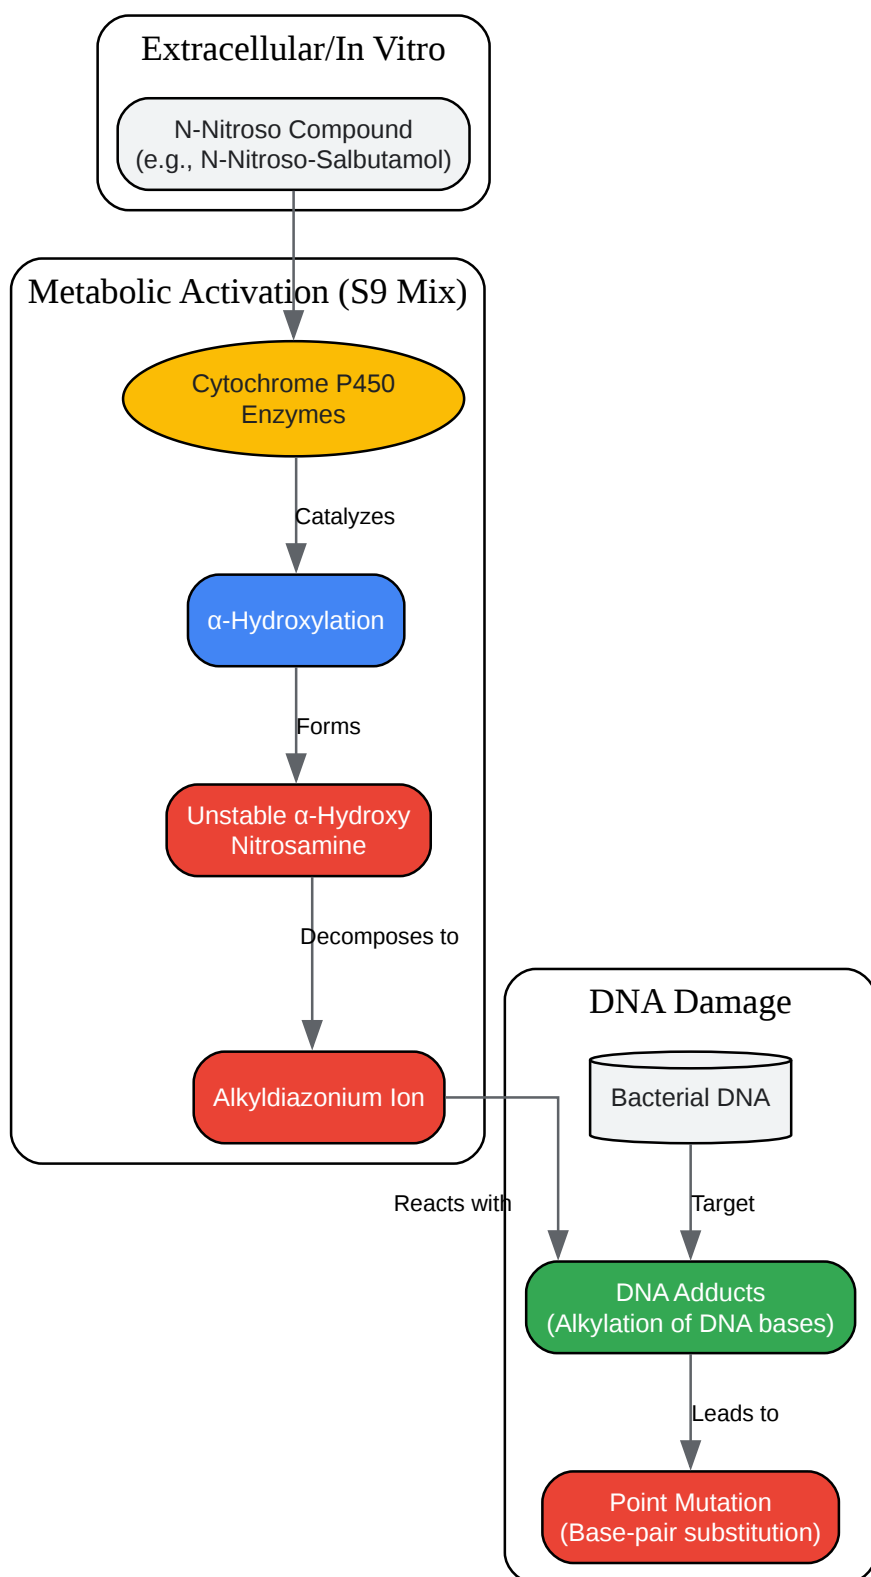 Extracellular/In Vitro
N-Nitroso Compound
(e.g., N-Nitroso-Salbutamol)
Metabolic Activation (S9 Mix)
Cytochrome P450
Enzymes
Catalyzes
α-Hydroxylation
Forms
Unstable α-Hydroxy
Nitrosamine
Decomposes to
DNA Damage
Alkyldiazonium Ion
Bacterial DNA
Reacts with
Target
DNA Adducts
(Alkylation of DNA bases)
Leads to
Point Mutation
(Base-pair substitution)